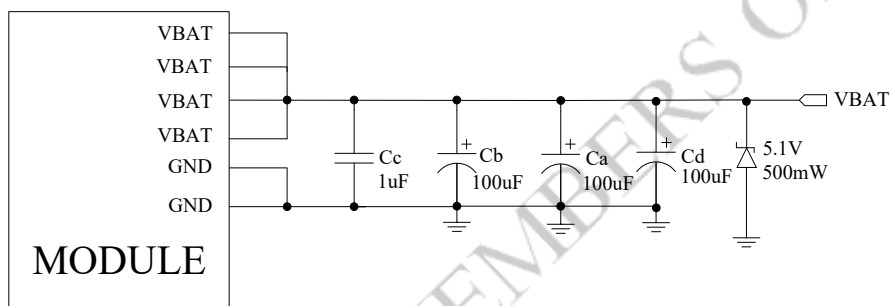 VBAT
VBAT
VBAT
VBAT
GND
GND
MODULE
Cc
1uF
Cb
100uF
Ca
100uF
Cd
100uF
5.1V
500mW
VBAT
EMBERS O